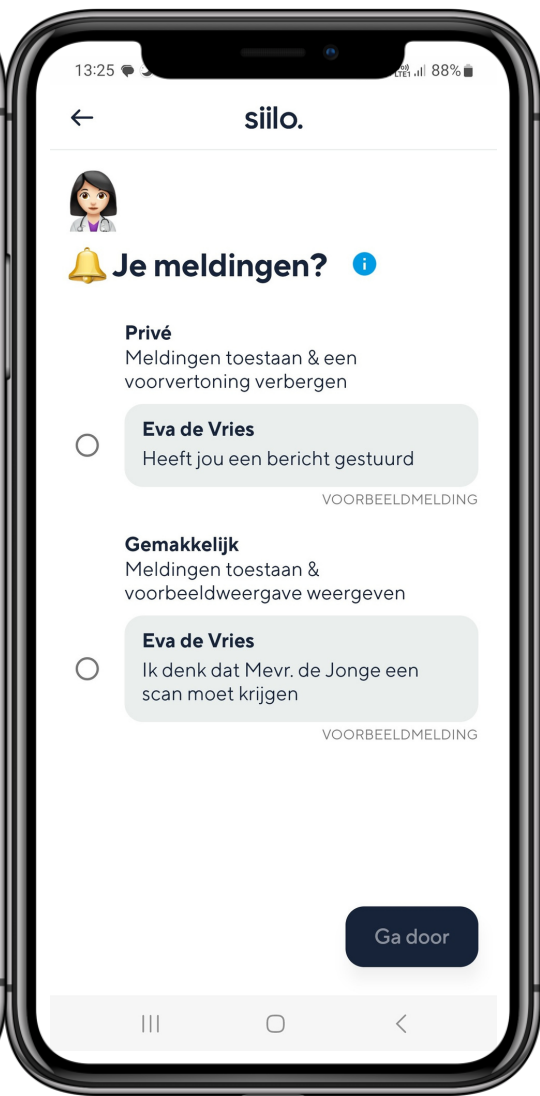 13:25
LTE1 88%
siilo.
Je meldingen?
Privé
Meldingen toestaan & een
voorvertoning verbergen
Eva de Vries
Heeft jou een bericht gestuurd
VOORBEELDMELDING
Gemakkelijk
Meldingen toestaan &
voorbeeldweergave weergeven
Eva de Vries
Ik denk dat Mevr. de Jonge een
scan moet krijgen
VOORBEELDMELDING
Ga door